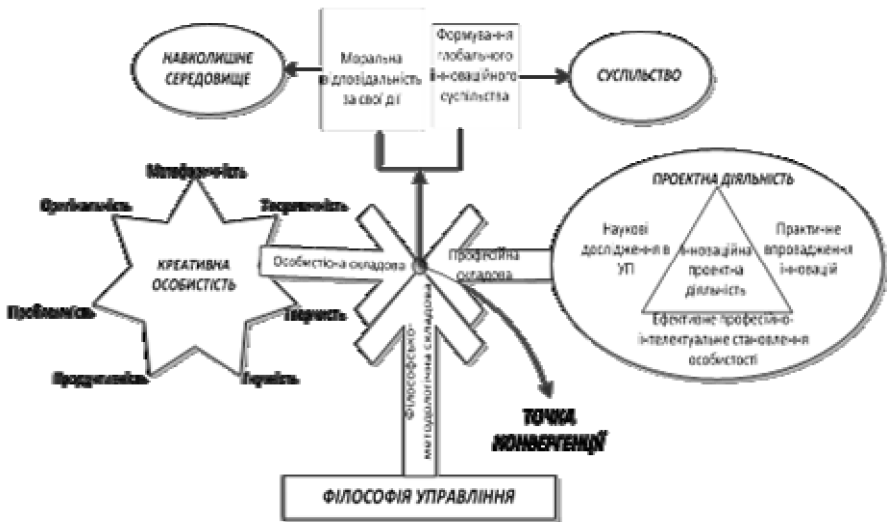 НАВКОЛИШНЄ
СЕРЕДОВИЩЕ
Моральна
відповідальність
за свої дії
Формування
глобального
інноваційного
суспільства
СУСПІЛЬСТВО
Метафоричність
Оригінальність
КРЕАТИВНА
ОСОБИСТІСТЬ
Проблемність
Творчість
Продуктивність
Гнучкість
Особистісна складова
Професійна
складова
Філософсько-
методологічна складова
ПРОЕКТНА ДІЯЛЬНІСТЬ
Наукові
дослідження в
УП
Інноваційна
проектна
діяльність
Практичне
впровадження
інновацій
Ефективне професійно-
інтелектуальне становлення
особистості
ТОЧКА
КОНВЕРГЕНЦІЇ
ФІЛОСОФІЯ УПРАВЛІННЯ